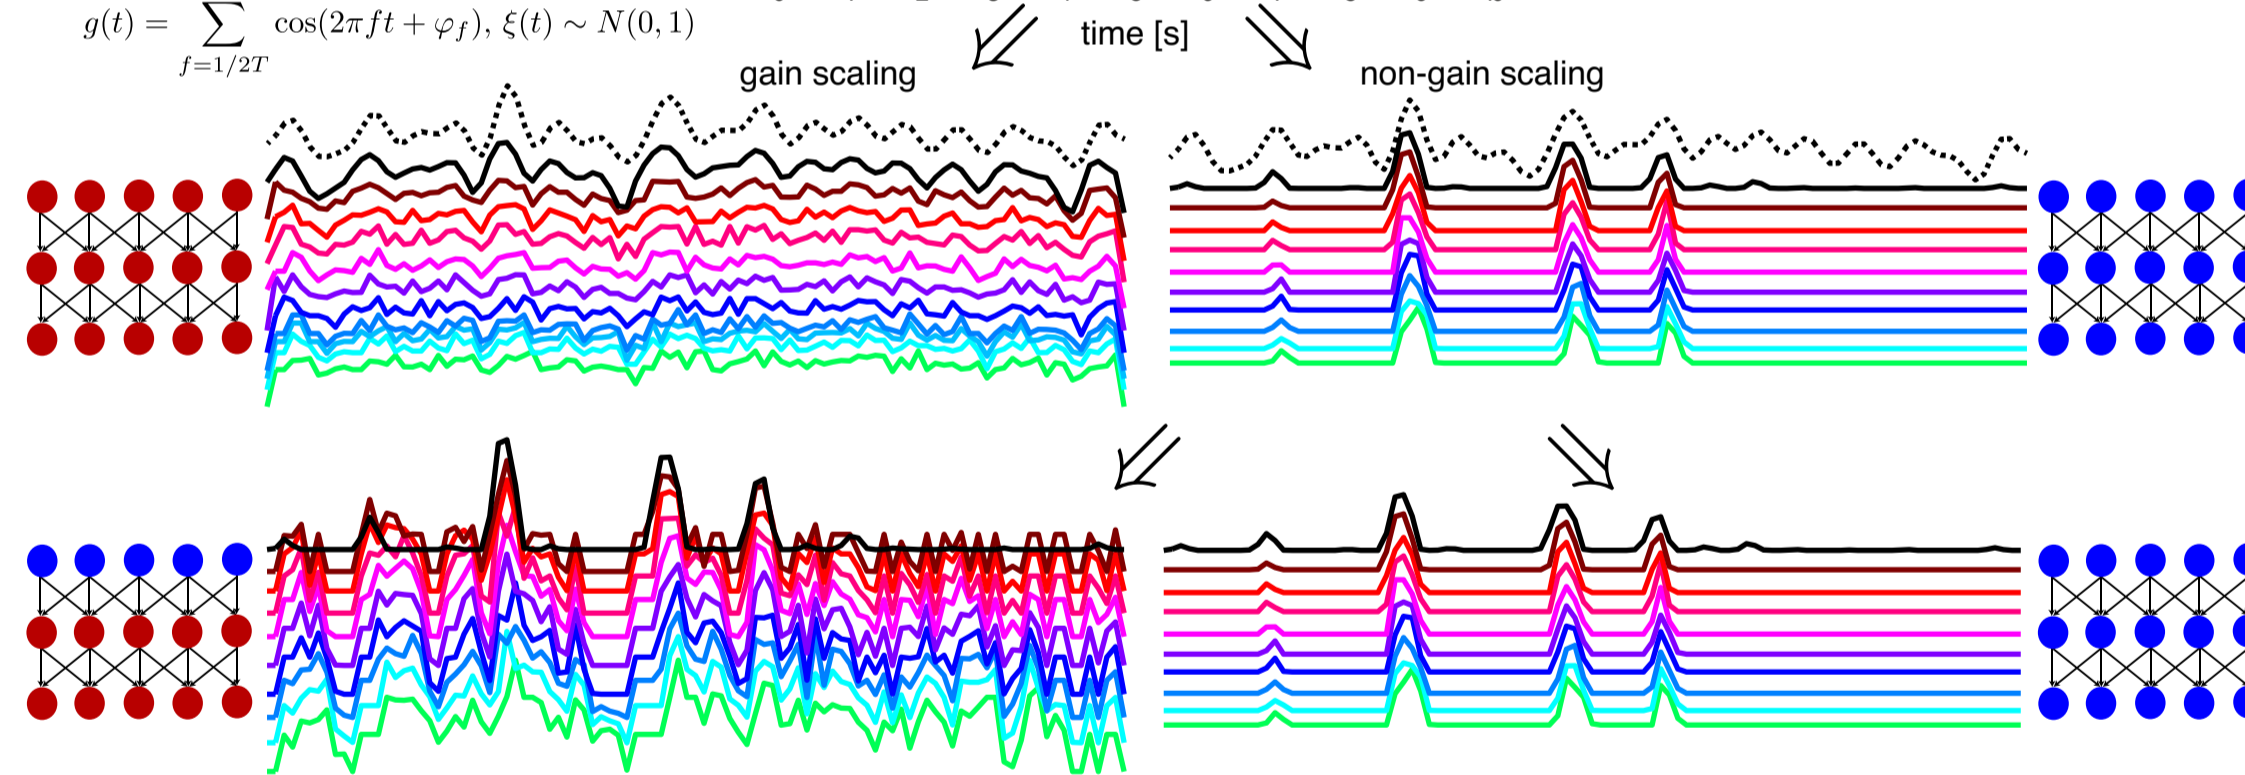 g(t) = ∑ cos(2πft + φ_f), ξ(t) ∼ N(0, 1)
f=1/2T
time [s]
gain scaling
non-gain scaling